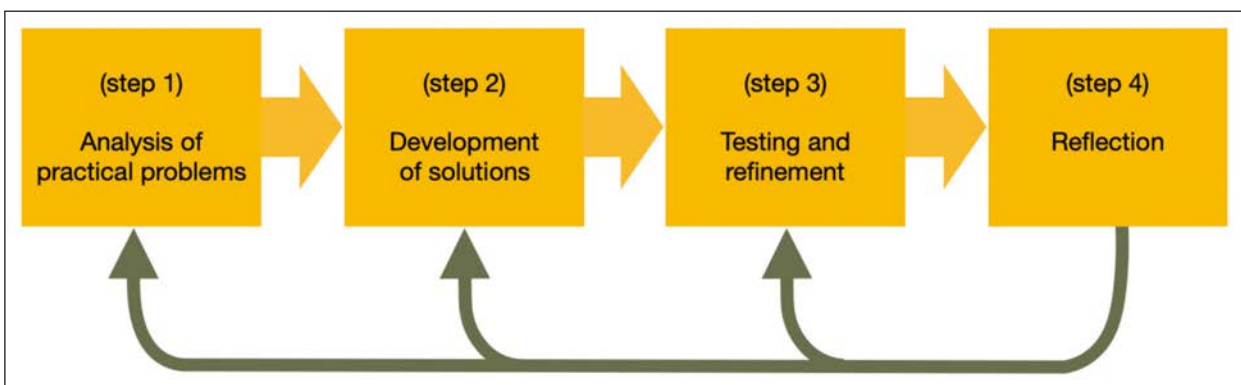 (step 1)
Analysis of
practical problems
(step 2)
Development
of solutions
(step 3)
Testing and
refinement
(step 4)
Reflection